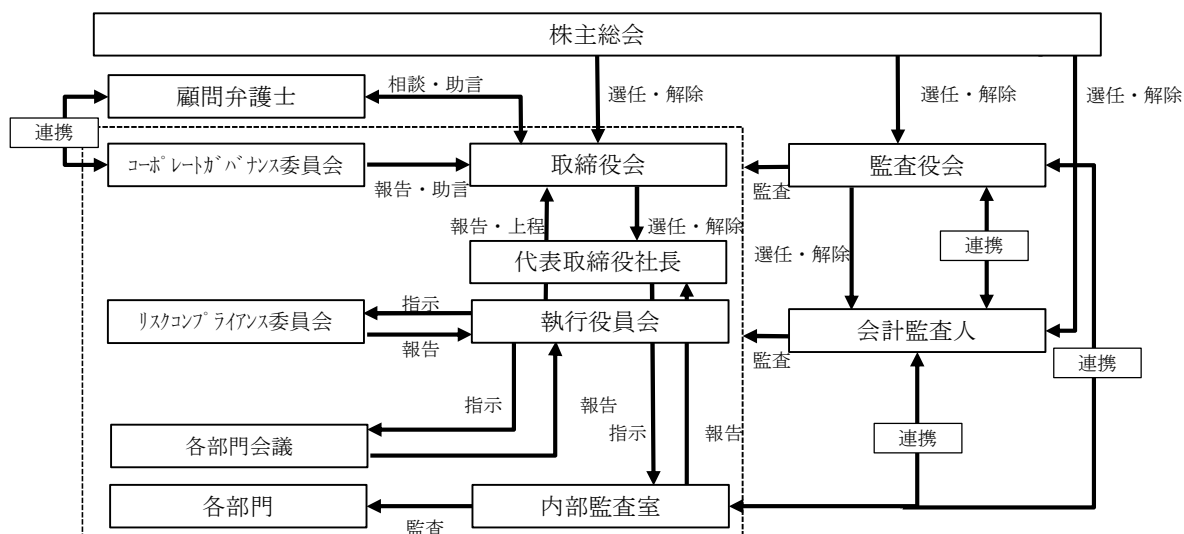 株主総会
顧問弁護士
相談・助言
選任・解除
選任・解除
選任・解除
連携
コーポレートガバナンス委員会
報告・助言
取締役会
監査
監査役会
報告・上程
選任・解除
選任・解除
連携
代表取締役社長
リスクコンプライアンス委員会
指示
報告
執行役員会
監査
会計監査人
連携
指示
報告
指示
報告
連携
各部門会議
各部門
監査
内部監査室